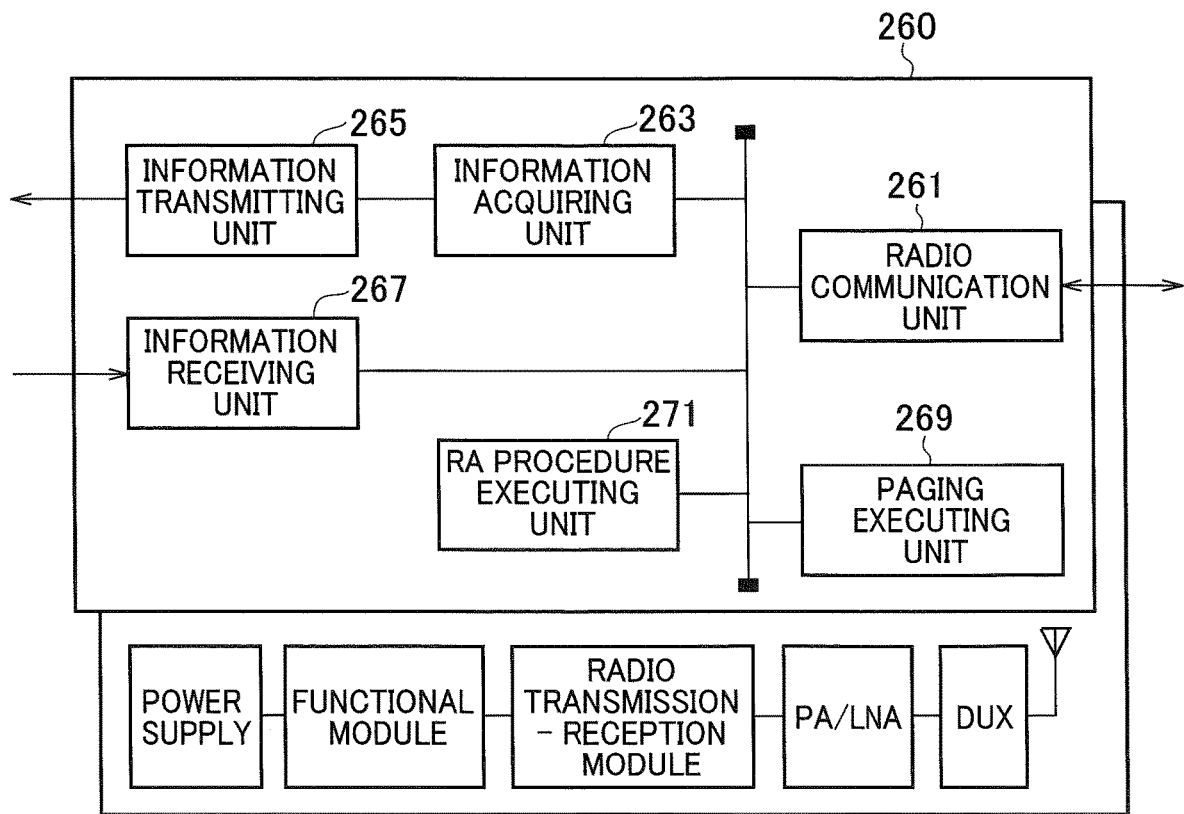 260
265
INFORMATION
TRANSMITTING
UNIT
263
INFORMATION
ACQUIRING
UNIT
261
RADIO
COMMUNICATION
UNIT
267
INFORMATION
RECEIVING
UNIT
271
RA PROCEDURE
EXECUTING
UNIT
269
PAGING
EXECUTING
UNIT
POWER
SUPPLY
FUNCTIONAL
MODULE
RADIO
TRANSMISSION
- RECEPTION
MODULE
PA/LNA
DUX